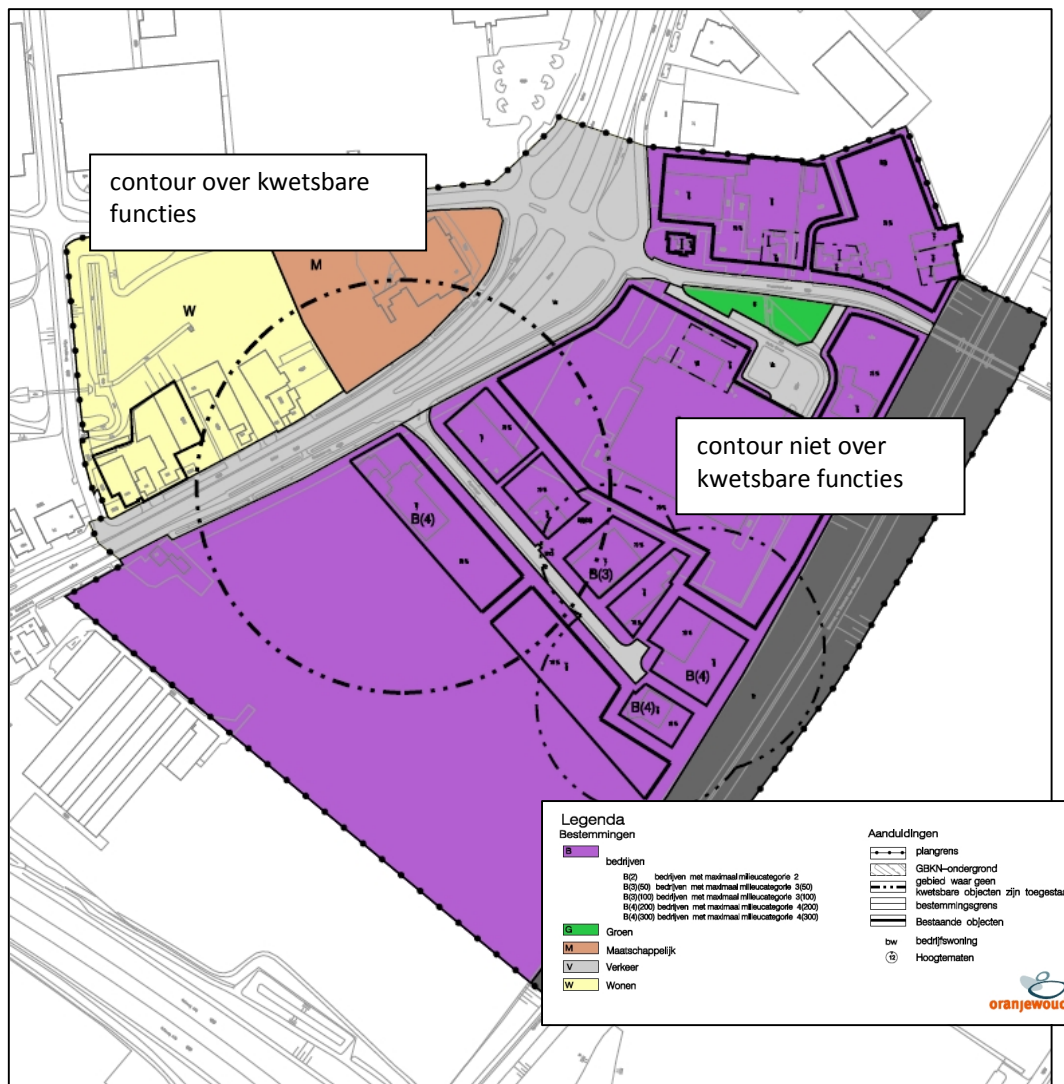 contour over kwetsbare
functies
M
W
contour niet over
kwetsbare functies
B(4)
B(3)
B(4)
B(4)
Legenda
Bestemmingen
B
bedrijven
B(2) bedrijven met maximaal milieucategorie 2
B(3)(50) bedrijven met maximaal milieucategorie 3(50)
B(3)(100) bedrijven met maximaal milieucategorie 3(100)
B(4)(200) bedrijven met maximaal milieucategorie 4(200)
B(4)(300) bedrijven met maximaal milieucategorie 4(300)
G Groen
M Maatschappelijk
V Verkeer
W Wonen
Aanduidingen
plangrens
GBKN-ondergrond
gebied waar geen
kwetsbare objecten zijn toegestaa
bestemmingsgrens
Bestaande objecten
bw bedrijfswoning
12 Hoogtematen
oranjewoud